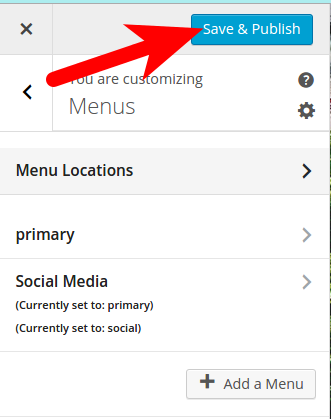 Save & Publish
You are customizing
Menus
Menu Locations
primary
Social Media
(Currently set to: primary)
(Currently set to: social)
Add a Menu